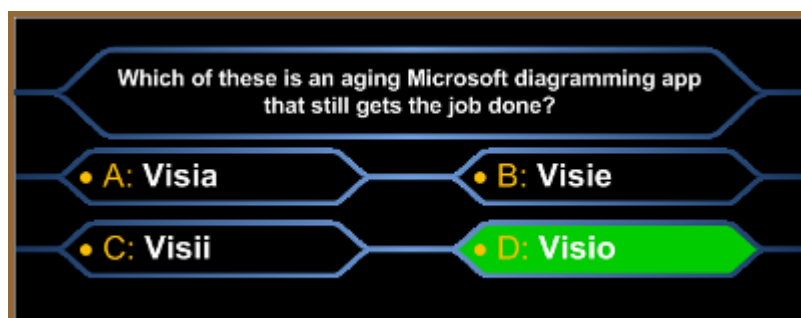 Which of these is an aging Microsoft diagramming app
that still gets the job done?
A: Visia
B: Visie
C: Visii
D: Visio